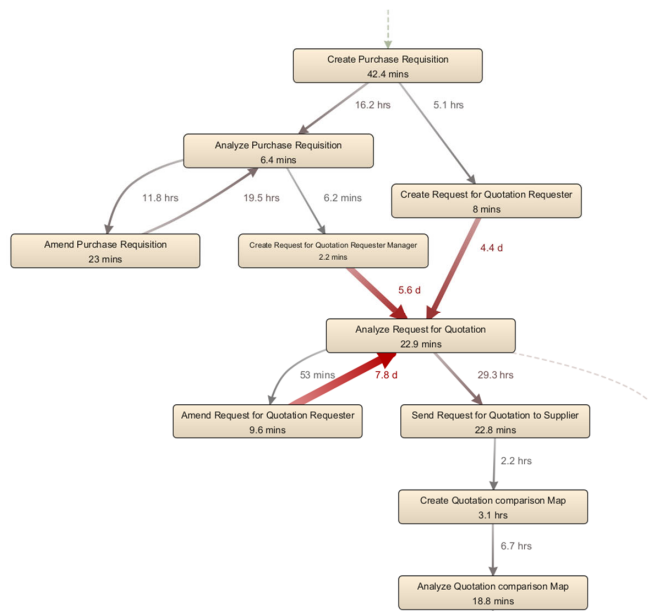 Create Purchase Requisition
42.4 mins
16.2 hrs
5.1 hrs
Analyze Purchase Requisition
6.4 mins
11.8 hrs
19.5 hrs
6.2 mins
Create Request for Quotation Requester
8 mins
Amend Purchase Requisition
23 mins
Create Request for Quotation Requester Manager
2.2 mins
4.4 d
5.6 d
Analyze Request for Quotation
22.9 mins
53 mins
7.8 d
29.3 hrs
Amend Request for Quotation Requester
9.6 mins
Send Request for Quotation to Supplier
22.8 mins
2.2 hrs
Create Quotation comparison Map
3.1 hrs
6.7 hrs
Analyze Quotation comparison Map
18.8 mins